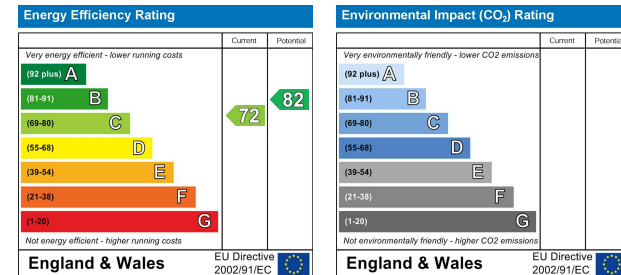 Energy Efficiency Rating
Current Potential
Very energy efficient - lower running costs
(92 plus) A
(81-91) B
(69-80) C
(55-68) D
(39-54) E
(21-38) F
(1-20) G
72
82
Not energy efficient - higher running costs
England & Wales
EU Directive
2002/91/EC
Environmental Impact (CO₂) Rating
Current Potentia
Very environmentally friendly - lower CO2 emissions
(92 plus) A
(81-91) B
(69-80) C
(55-68) D
(39-54) E
(21-38) F
(1-20) G
Not environmentally friendly - higher CO2 emissions
England & Wales
EU Directive
2002/91/EC